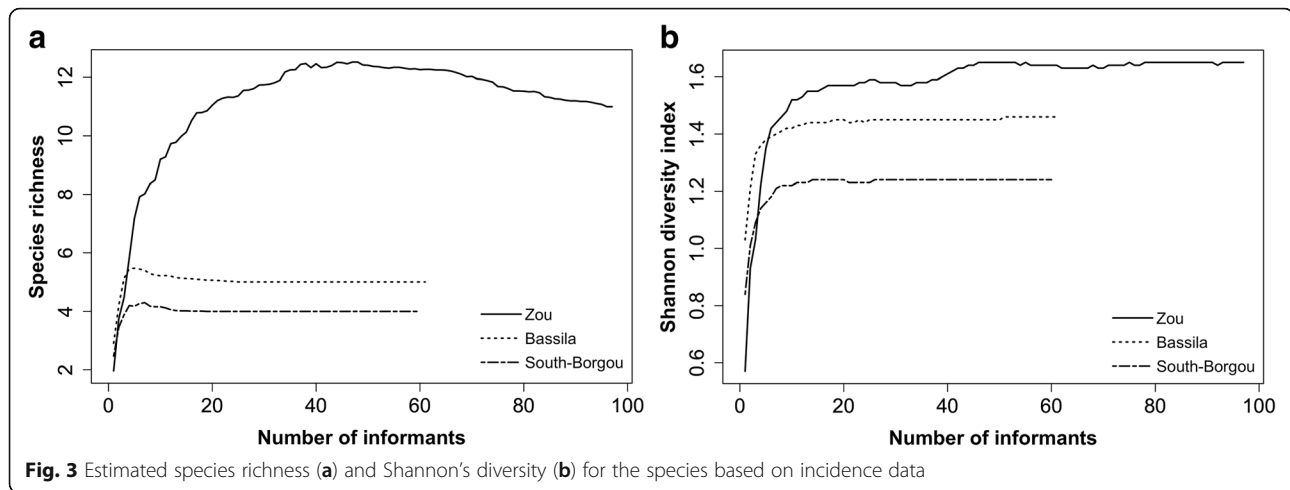 a
Species richness
12
10
8
6
4
2
0 20 40 60 80 100
Number of informants
Zou
Bassila
South-Borgou
b
Shannon diversity index
1.6
1.4
1.2
1.0
0.8
0.6
0 20 40 60 80 100
Number of informants
Zou
Bassila
South-Borgou
Fig. 3 Estimated species richness (a) and Shannon's diversity (b) for the species based on incidence data